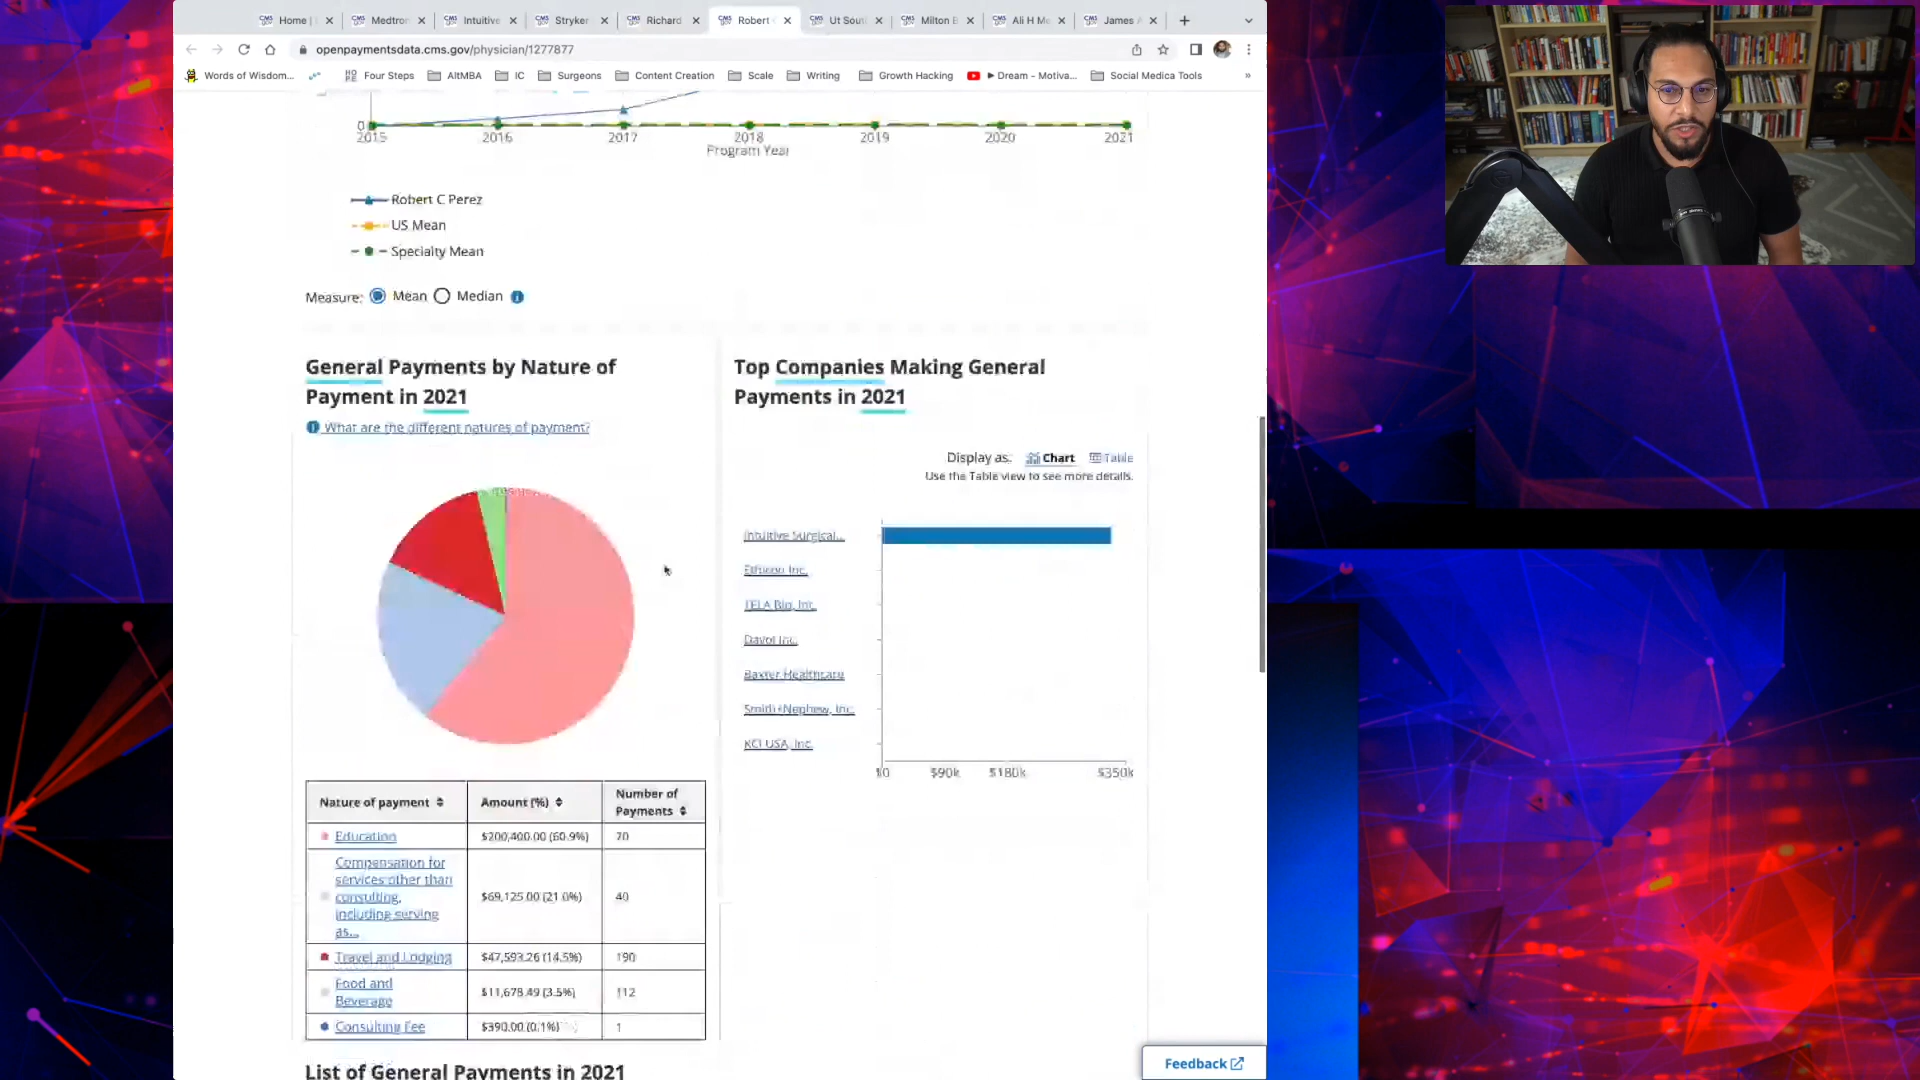 Home |
Medtron
Intuitive
Stryker
Richard
Robert
Ut Sout
Milton E
Ali H Me
James A
openpaymentsdata.cms.gov/physician/1277877
Words of Wisdom...
Four Steps
AltMBA
IC
Surgeons
Content Creation
Scale
Writing
Growth Hacking
► Dream - Motiva...
Social Medica Tools
»
0
2015 2016 2017 2018 2019 2020 2021
Program Year
Robert C Perez
US Mean
Specialty Mean
Measure: Mean Median
General Payments by Nature of
Payment in 2021
What are the different natures of payment?
Nature of payment Amount (%) Number of
Payments
Education $200,400.00 (60.9%) 70
Compensation for
services other than
consulting,
including serving
as... $69,125.00 (21.0%) 40
Travel and Lodging $47,593.26 (14.5%) 190
Food and
Beverage $11,678.49 (3.5%) 112
Consulting Fee $390.00 (0.1%) 1
Top Companies Making General
Payments in 2021
Display as: Chart Table
Use the Table view to see more details.
Intuitive Surgical...
Ethicon Inc.
TELA Bio, Inc.
Davol Inc.
Baxter Healthcare
Smith+Nephew, Inc.
KCI USA, Inc.
$0 $90k $180k $350k
List of General Payments in 2021
Feedback